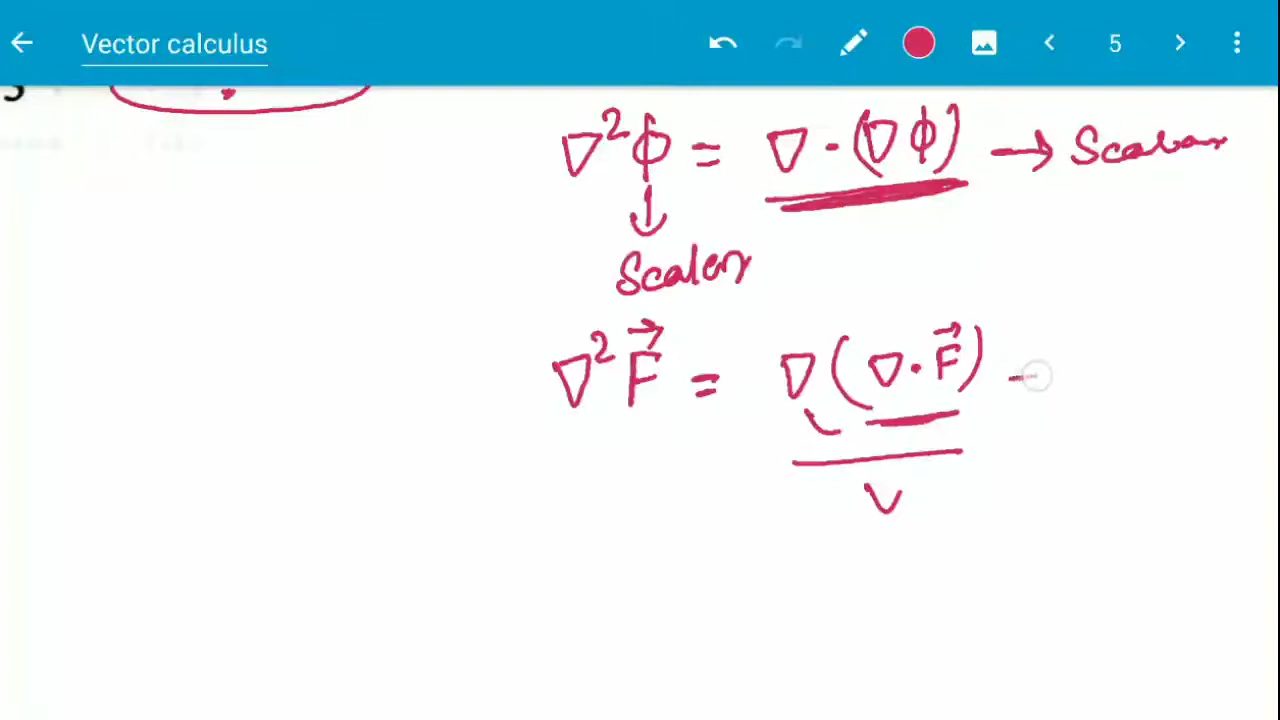 Vector calculus
5
∇²φ = ∇ · (∇φ) → Scalar
Scalar
∇²F⃗ = ∇(∇ · F⃗) -
V